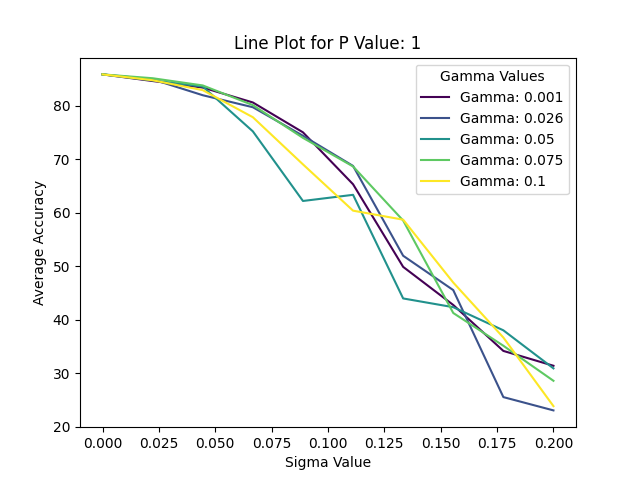 Line Plot for P Value: 1
Gamma Values
Gamma: 0.001
Gamma: 0.026
Gamma: 0.05
Gamma: 0.075
Gamma: 0.1
Average Accuracy
80
70
60
50
40
30
20
0.000 0.025 0.050 0.075 0.100 0.125 0.150 0.175 0.200
Sigma Value